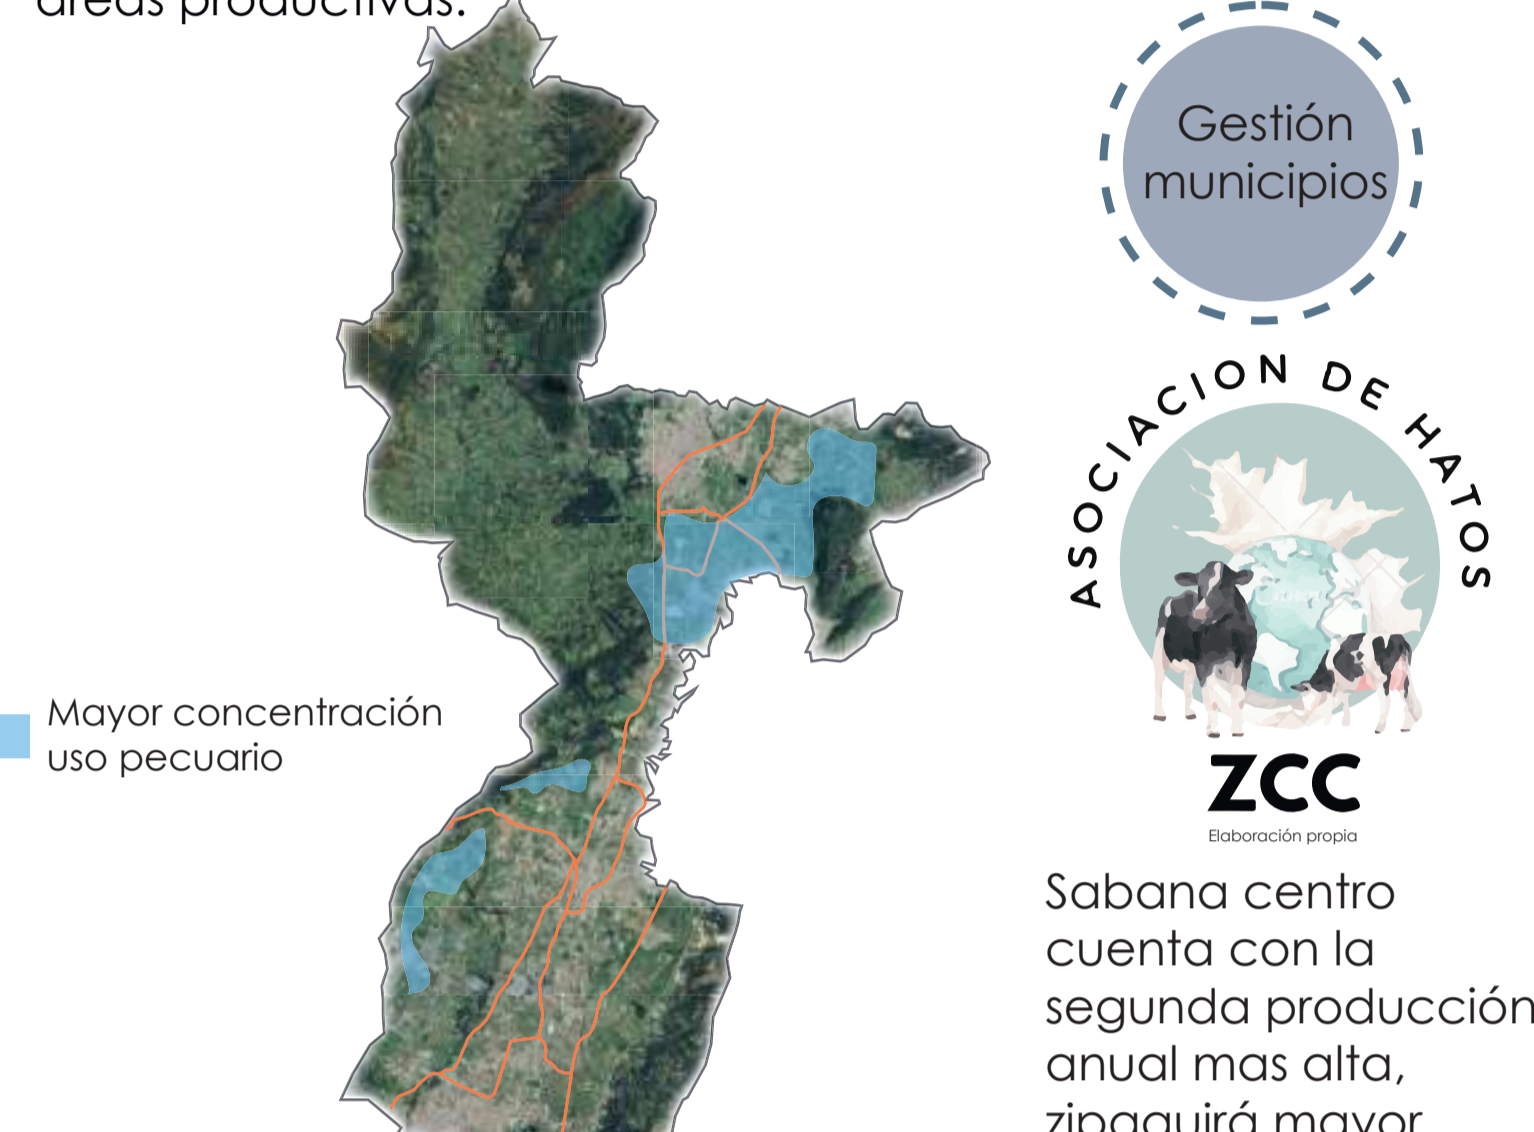 áreas productivas.
Gestión
municipios
ASOCIACION DE HATOS
Mayor concentración
uso pecuario
ZCC
Elaboración propia
Sabana centro
cuenta con la
segunda producción
anual mas alta,
zipaquirá mayor